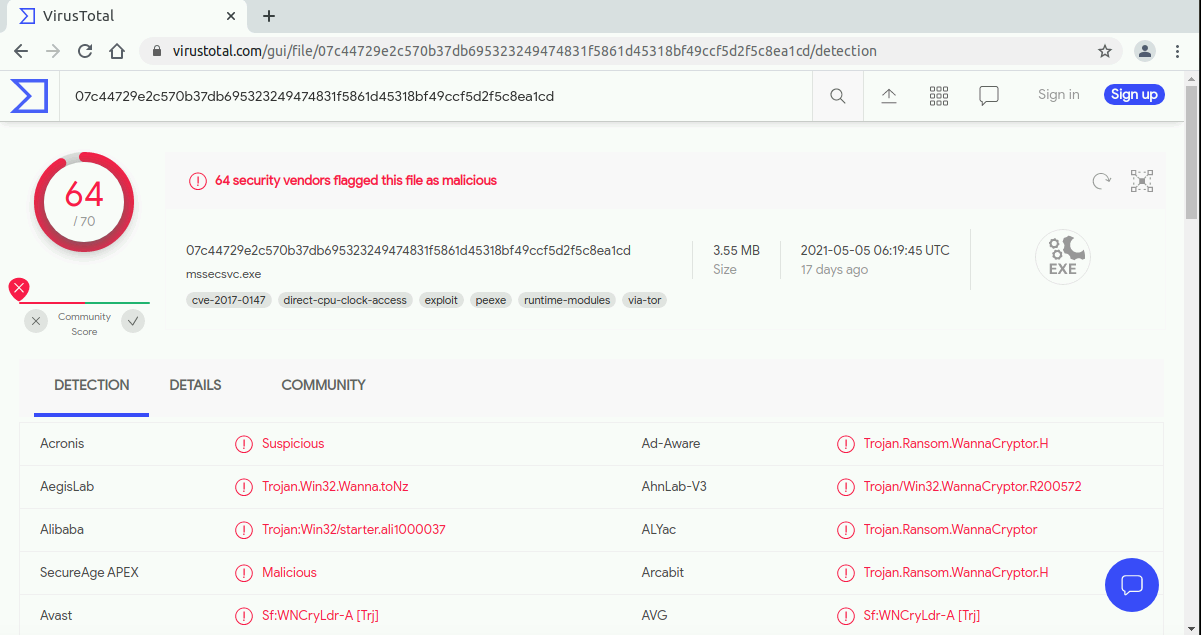 VirusTotal
virustotal.com/gui/file/07c44729e2c570b37db695323249474831f5861d45318bf49ccf5d2f5c8ea1cd/detection
07c44729e2c570b37db695323249474831f5861d45318bf49ccf5d2f5c8ea1cd
Sign in
Sign up
64
/ 70
64 security vendors flagged this file as malicious
07c44729e2c570b37db695323249474831f5861d45318bf49ccf5d2f5c8ea1cd
mssecsvc.exe
cve-2017-0147 direct-cpu-clock-access exploit peexe runtime-modules via-tor
3.55 MB
Size
2021-05-05 06:19:45 UTC
17 days ago
EXE
Community
Score
DETECTION DETAILS COMMUNITY
Acronis Suspicious Ad-Aware Trojan.Ransom.WannaCryptor.H
AegisLab Trojan.Win32.Wanna.toNz AhnLab-V3 Trojan/Win32.WannaCryptor.R200572
Alibaba Trojan:Win32/starter.ali1000037 ALYac Trojan.Ransom.WannaCryptor
SecureAge APEX Malicious Arcabit Trojan.Ransom.WannaCryptor.H
Avast Sf:WNCryLdr-A [Trj] AVG Sf:WNCryLdr-A [Trj]